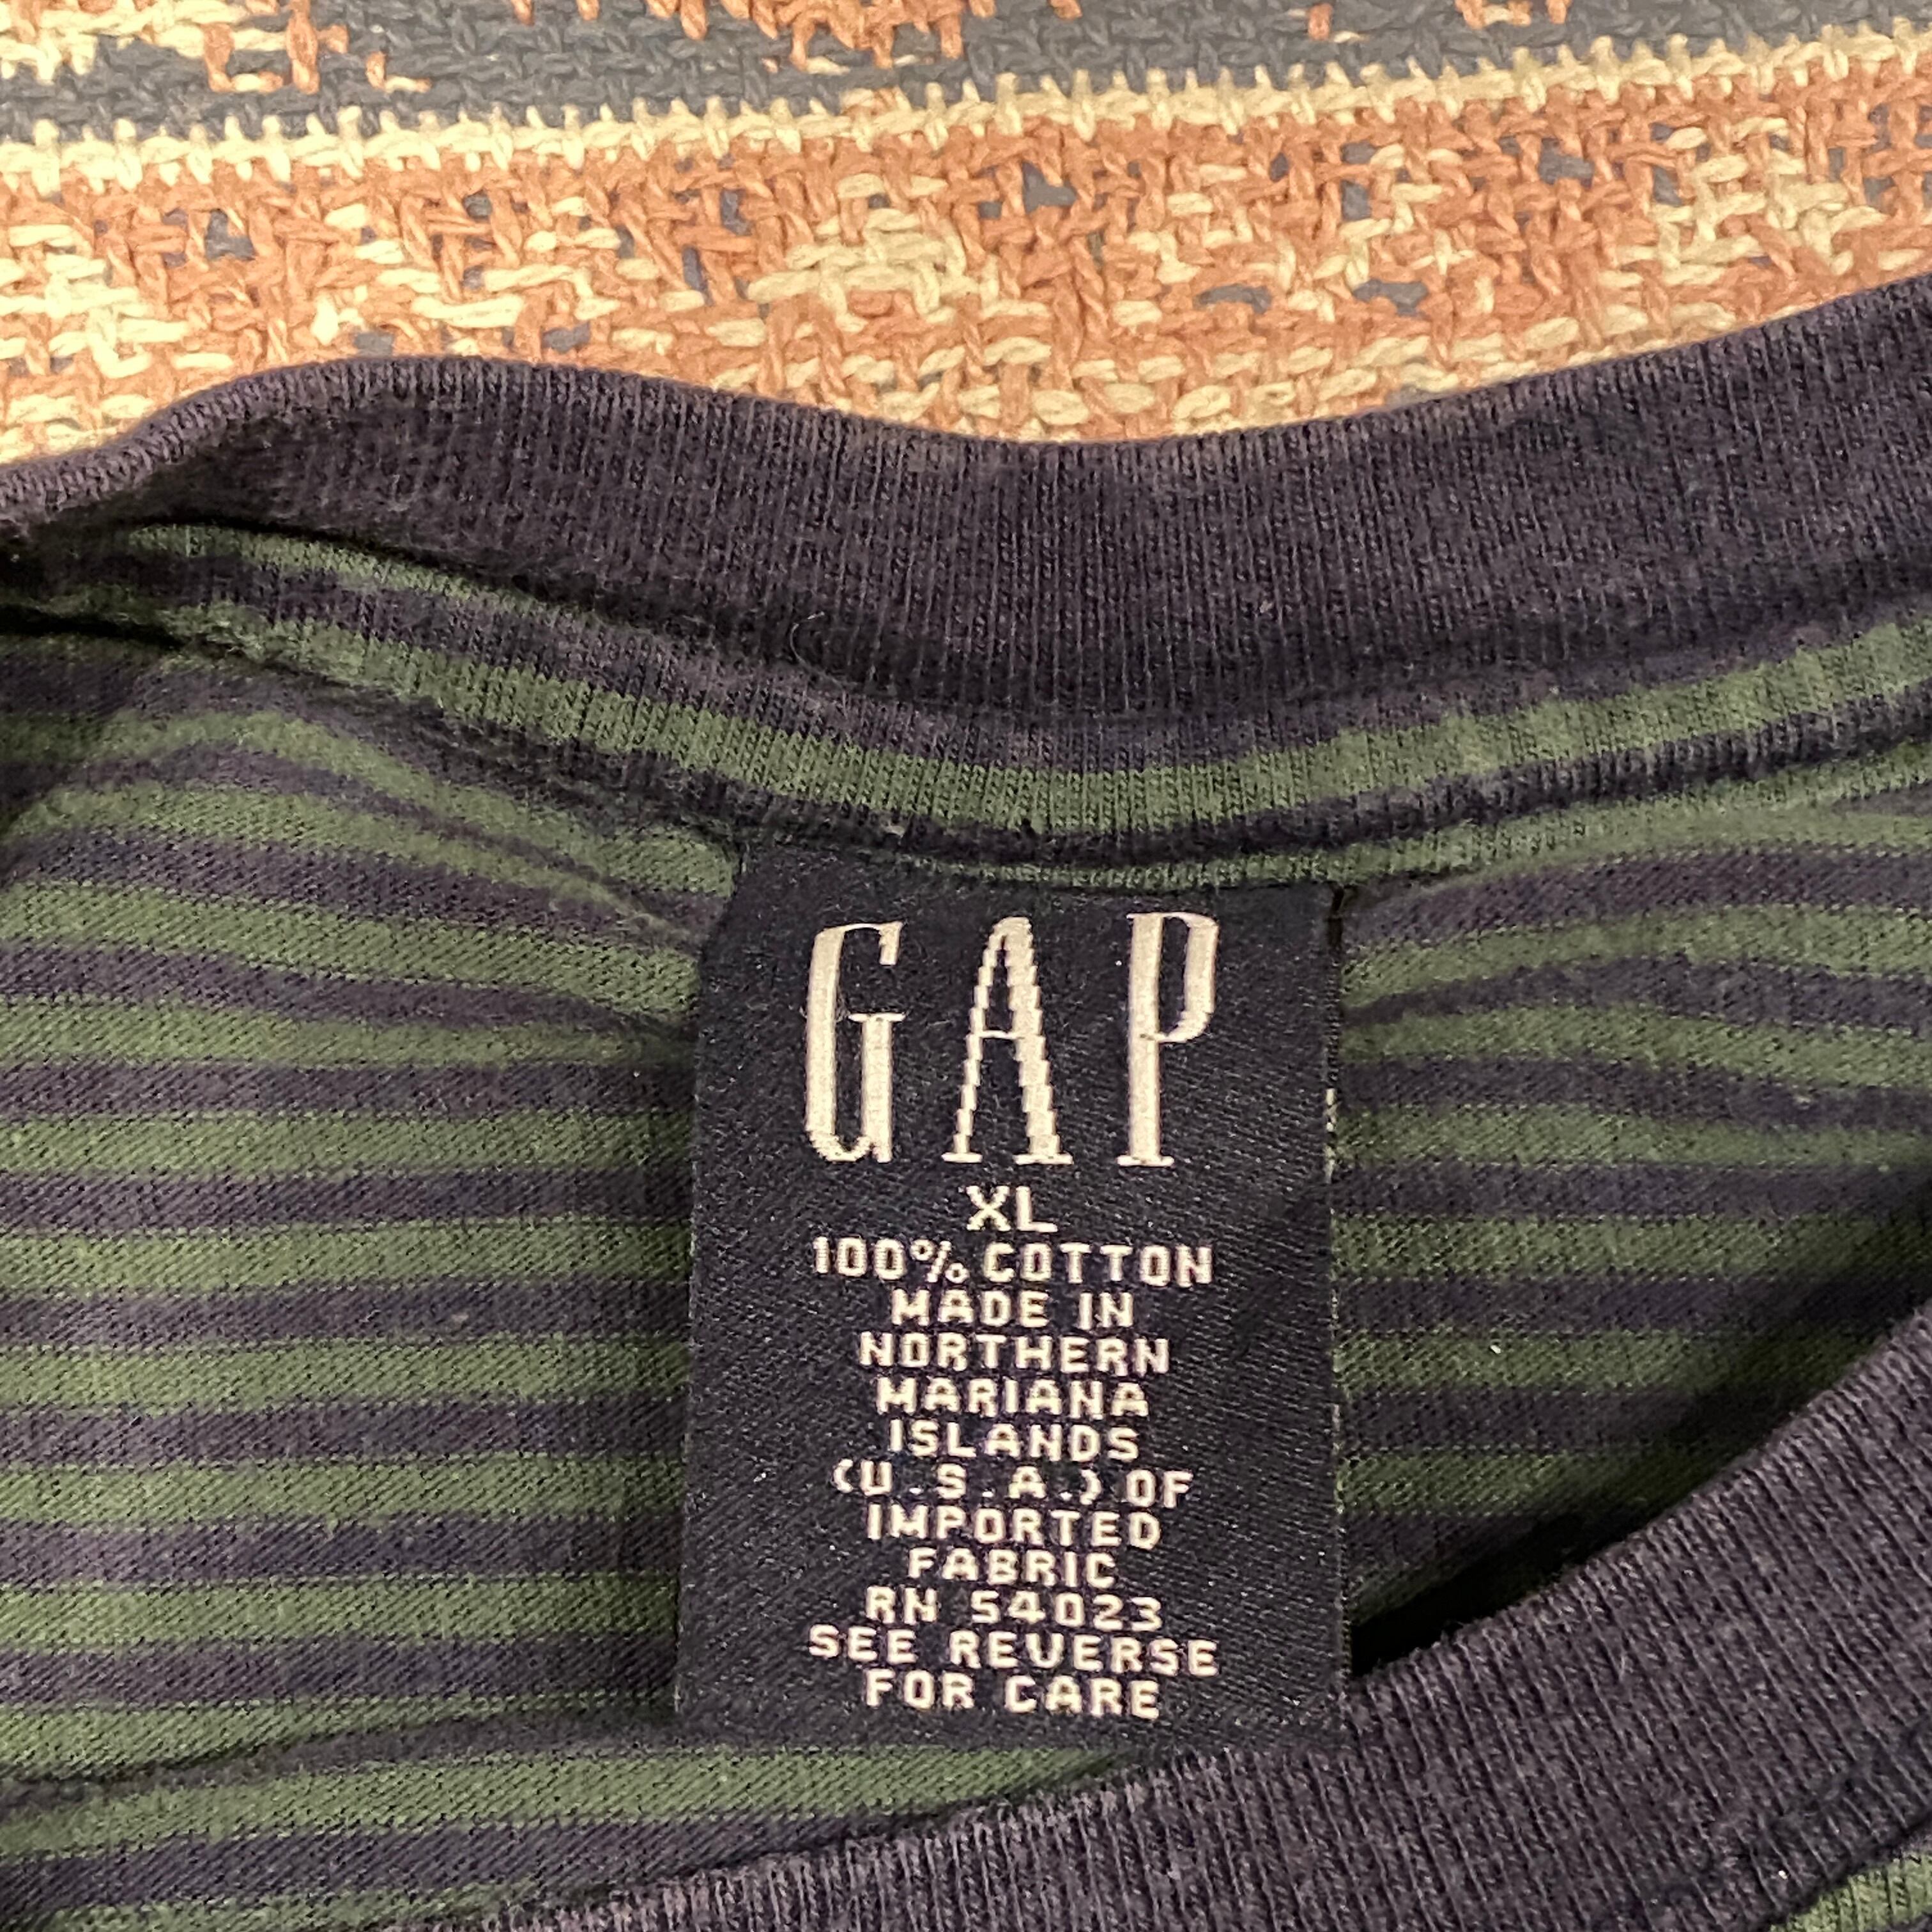 GAP
XL
100% COTTON
MADE IN
NORTHERN
MARIANA
ISLANDS
(U.S.A.) OF
IMPORTED
FABRIC
RN 54023
SEE REVERSE
FOR CARE